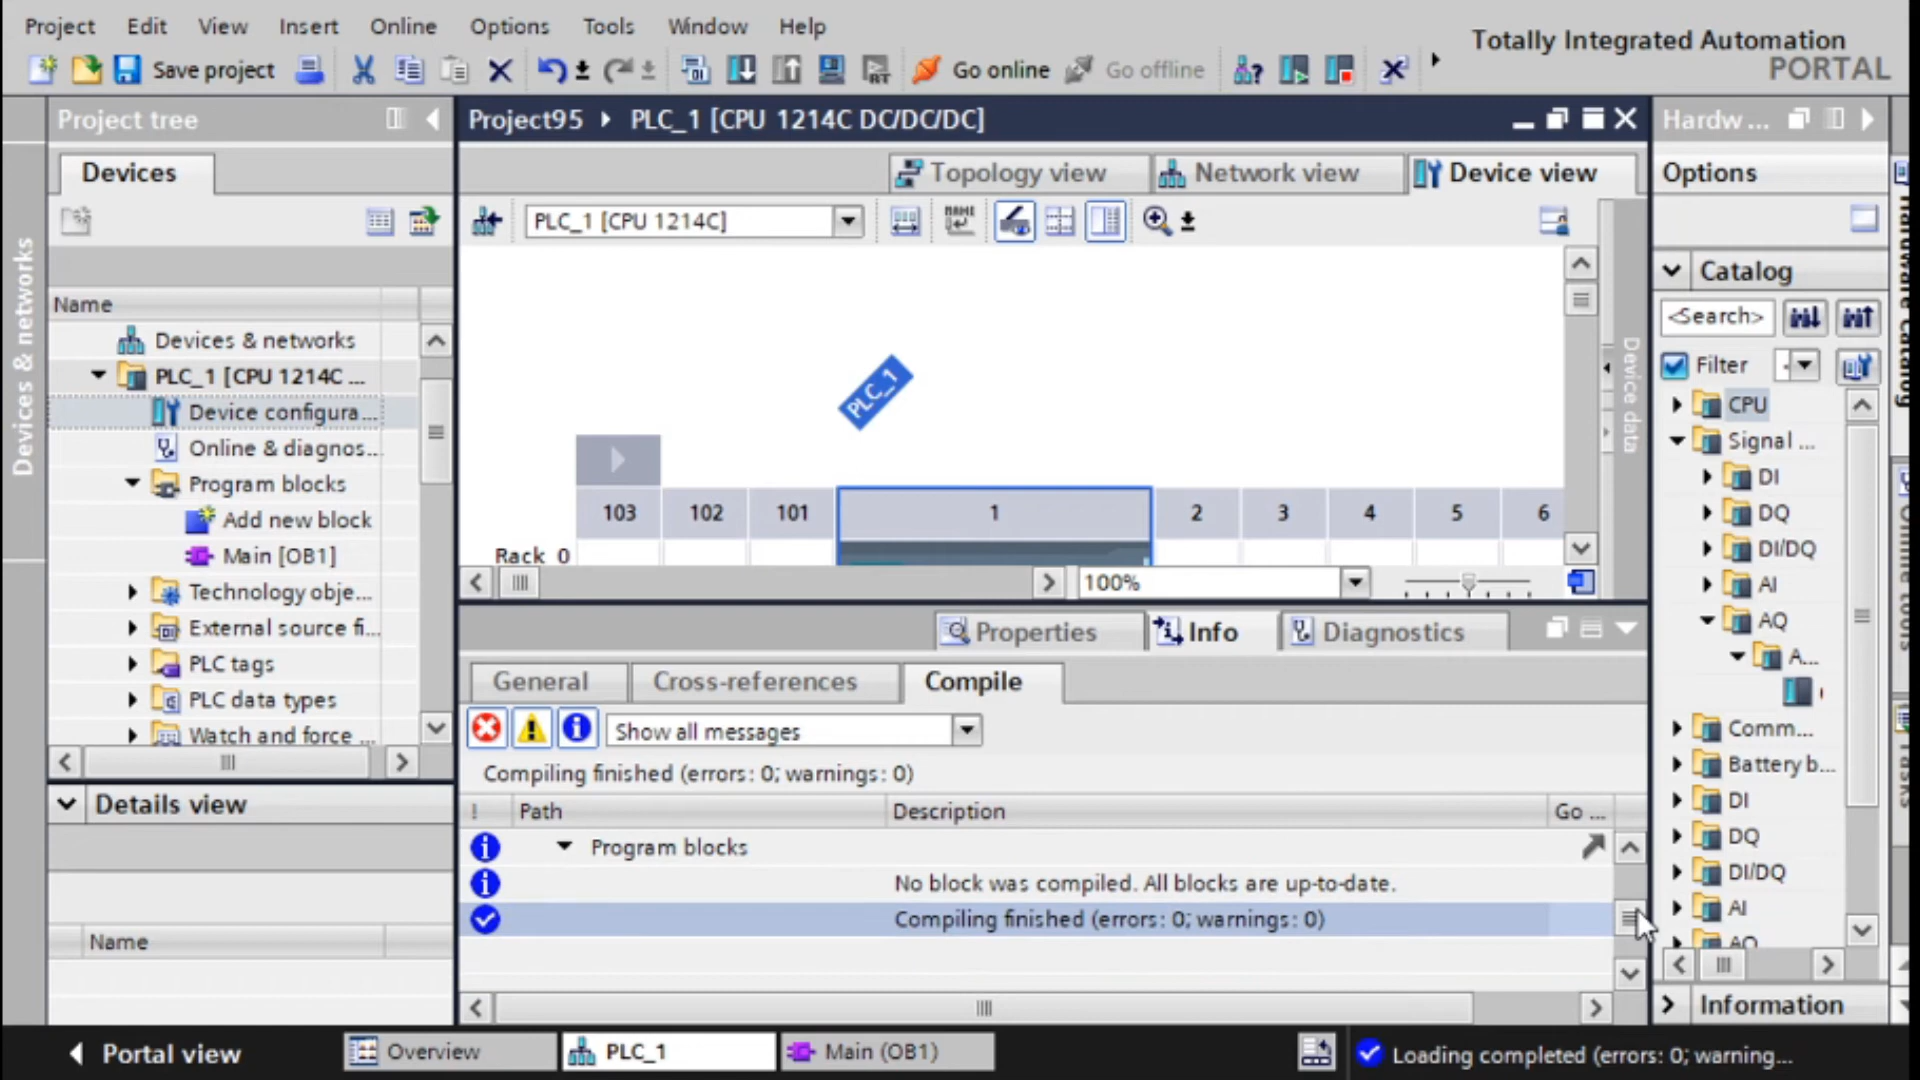 Project Edit View Insert Online Options Tools Window Help
Totally Integrated Automation
PORTAL
Save project
Go online
Go offline
Project tree
Project95 PLC_1 [CPU 1214C DC/DC/DC]
Hardw...
Devices
Topology view
Network view
Device view
Options
PLC_1 [CPU 1214C]
Name
Devices & networks
PLC_1 [CPU 1214C ...
Device configura...
Online & diagnos...
Program blocks
Add new block
Main [OB1]
Technology obje...
External source fi...
PLC tags
PLC data types
Watch and force ...
Details view
Name
Devices & networks
PLC_1
103 102 101 1 2 3 4 5 6
Rack_0
100%
Device data
Properties
Info
Diagnostics
General
Cross-references
Compile
Show all messages
Compiling finished (errors: 0; warnings: 0)
! Path Description Go ...
Program blocks
No block was compiled. All blocks are up-to-date.
Compiling finished (errors: 0; warnings: 0)
Catalog
<Search>
Filter
CPU
Signal ...
DI
DQ
DI/DQ
AI
AQ
A...
Comm...
Battery b...
DI
DQ
DI/DQ
AI
AQ
Information
Hardware catalog
Online tools
Tasks
Portal view
Overview
PLC_1
Main (OB1)
Loading completed (errors: 0; warning...